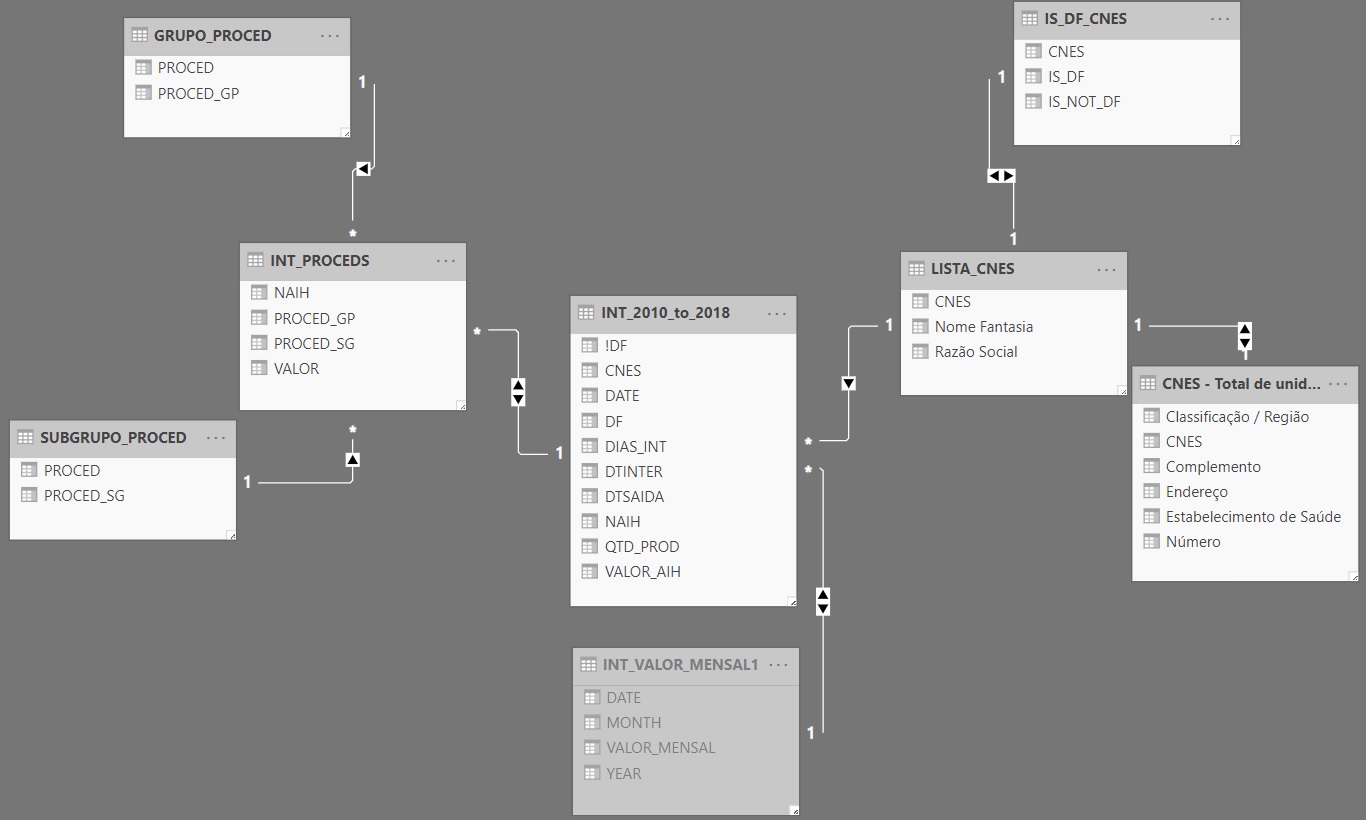 GRUPO_PROCED
PROCED
PROCED_GP
1
*
IS_DF_CNES
CNES
IS_DF
IS_NOT_DF
1
1
INT_PROCEDS
NAIH
PROCED_GP
PROCED_SG
VALOR
*
*
1
SUBGRUPO_PROCED
PROCED
PROCED_SG
1
INT_2010_to_2018
!DF
CNES
DATE
DF
DIAS_INT
DTINTER
DTSAIDA
NAIH
QTD_PROD
VALOR_AIH
*
*
1
LISTA_CNES
CNES
Nome Fantasia
Razão Social
1
1
CNES - Total de unid...
Classificação / Região
CNES
Complemento
Endereço
Estabelecimento de Saúde
Número
INT_VALOR_MENSAL1
DATE
MONTH
VALOR_MENSAL
YEAR
1